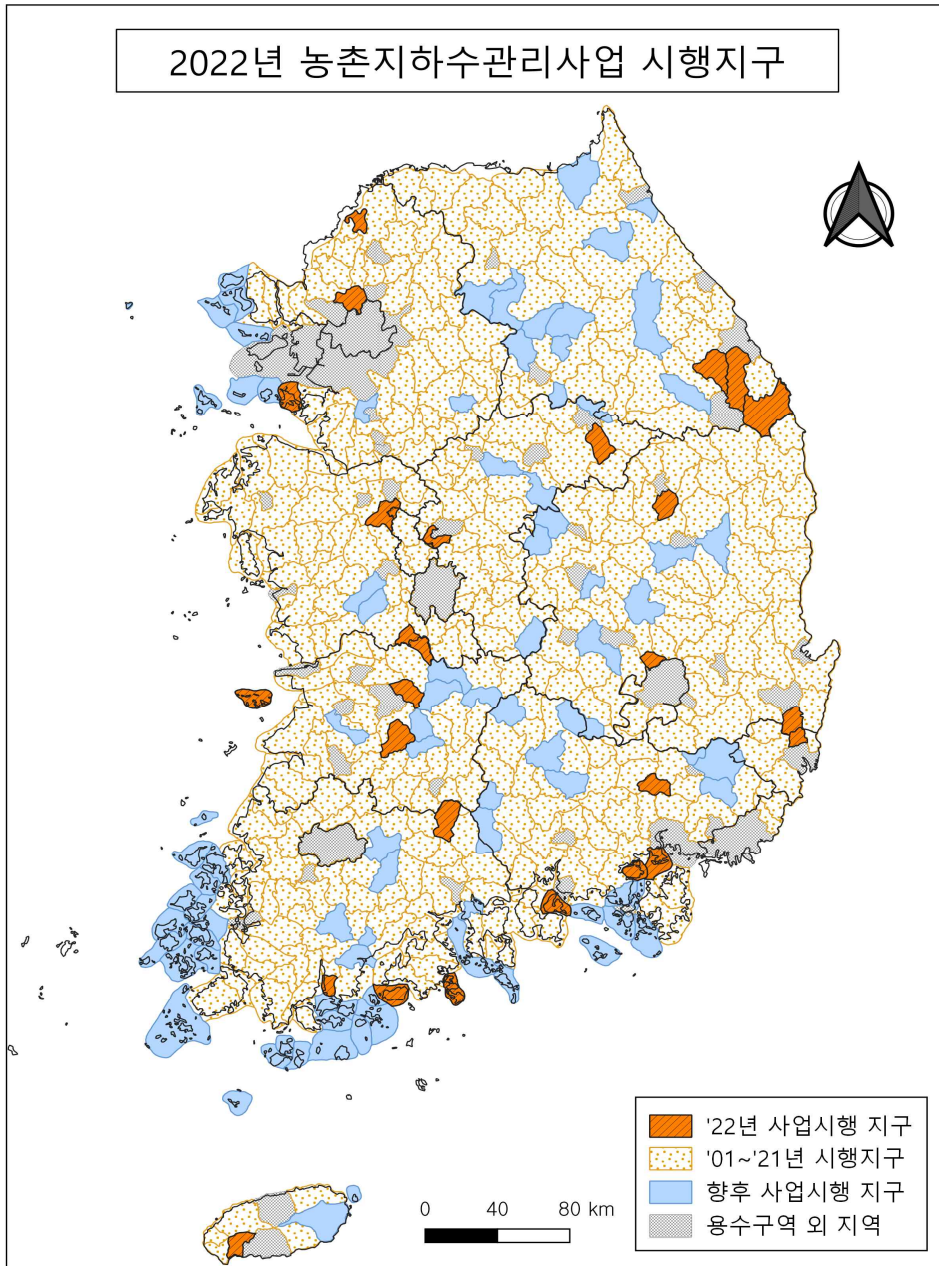 2022년 농촌지하수관리사업 시행지구
0 40 80 km
'22년 사업시행 지구
'01~'21년 시행지구
향후 사업시행 지구
용수구역 외 지역